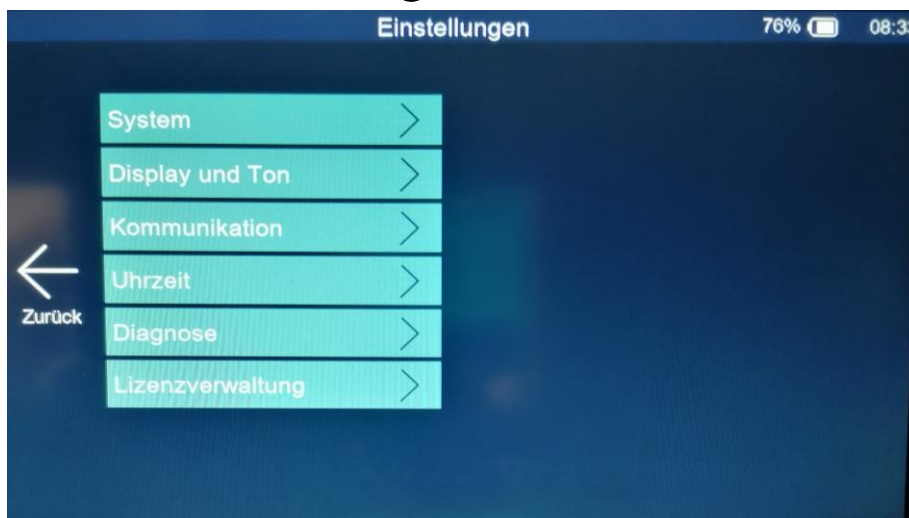 Einstellungen
76%
System
Display und Ton
Kommunikation
Uhrzeit
Zurück
Diagnose
Lizenzverwaltung